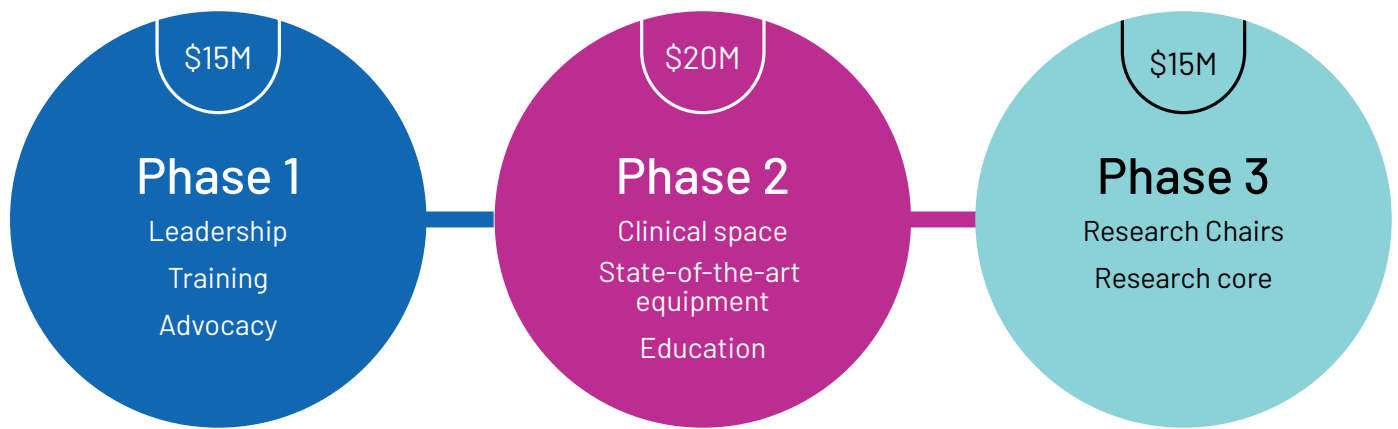 $15M
Phase 1
Leadership
Training
Advocacy
$20M
Phase 2
Clinical space
State-of-the-art
equipment
Education
$15M
Phase 3
Research Chairs
Research core